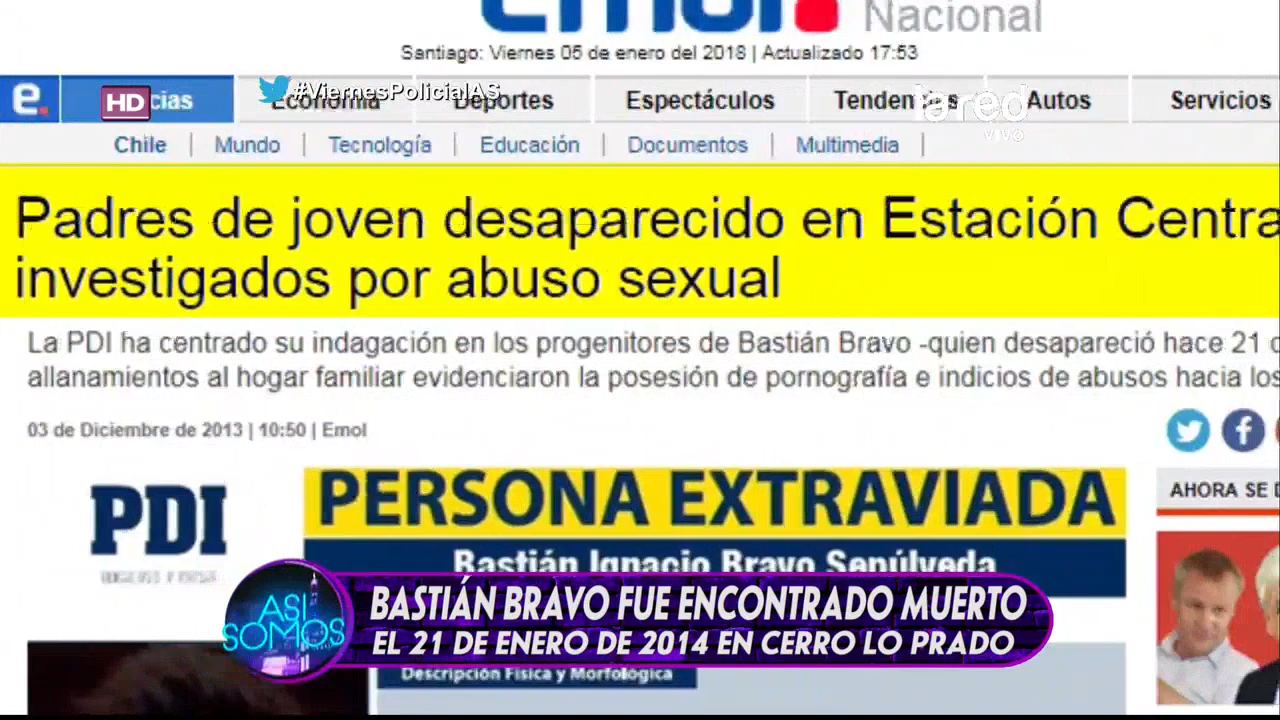 emol.
Nacional
Santiago: Viernes 05 de enero del 2018 | Actualizado 17:53
e.
HD
#ViernesPolicialAS
Economía
Deportes
Espectáculos
Tendencias
Autos
Servicios
la red
vivo
Chile | Mundo | Tecnología | Educación | Documentos | Multimedia |
Padres de joven desaparecido en Estación Centra
investigados por abuso sexual
La PDI ha centrado su indagación en los progenitores de Bastián Bravo -quien desapareció hace 21 d
allanamientos al hogar familiar evidenciaron la posesión de pornografía e indicios de abusos hacia los
03 de Diciembre de 2013 | 10:50 | Emol
AHORA SE D
PDI
PERSONA EXTRAVIADA
Bastián Ignacio Bravo Sepúlveda
ASI
SOMOS
BASTIÁN BRAVO FUE ENCONTRADO MUERTO
EL 21 DE ENERO DE 2014 EN CERRO LO PRADO
Descripción Física y Morfológica